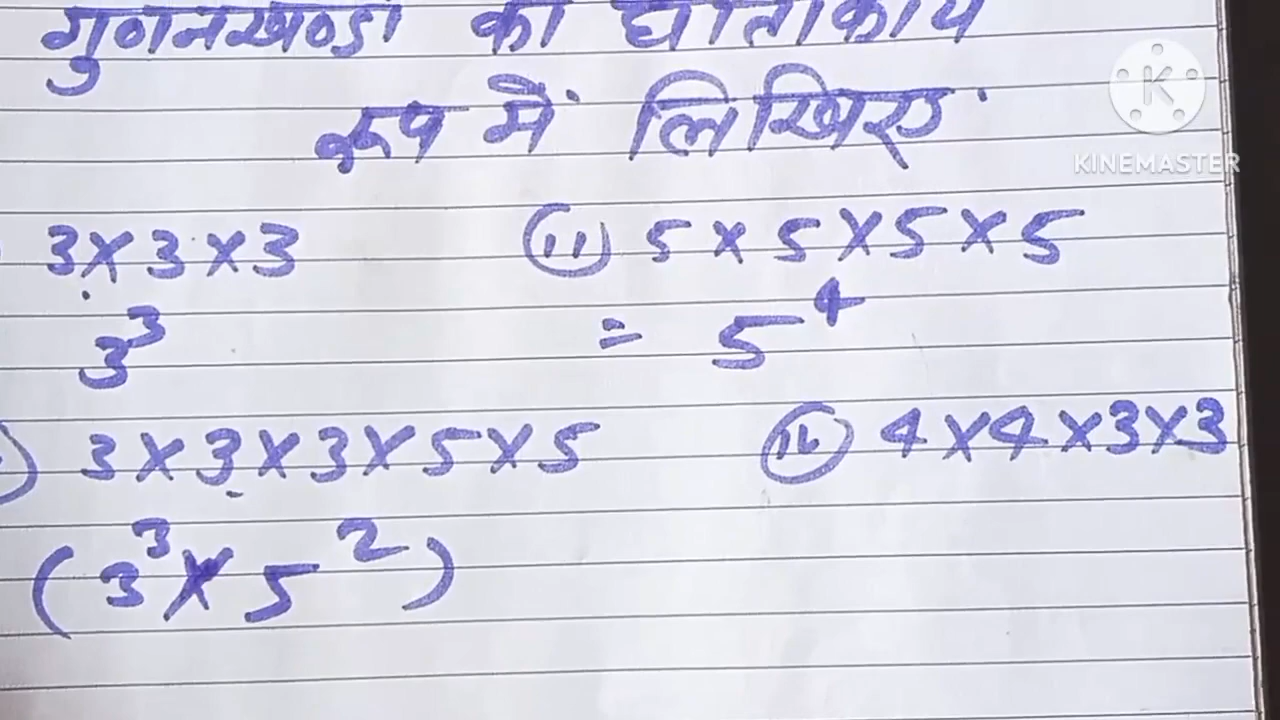 गुणनखण्डों को घातांकीय
रूप में लिखिए
KINEMASTER
3×3×3 (11) 5×5×5×5
3³ = 5⁴
) 3×3×3×5×5 (iv) 4×4×3×3
(3³×5²)